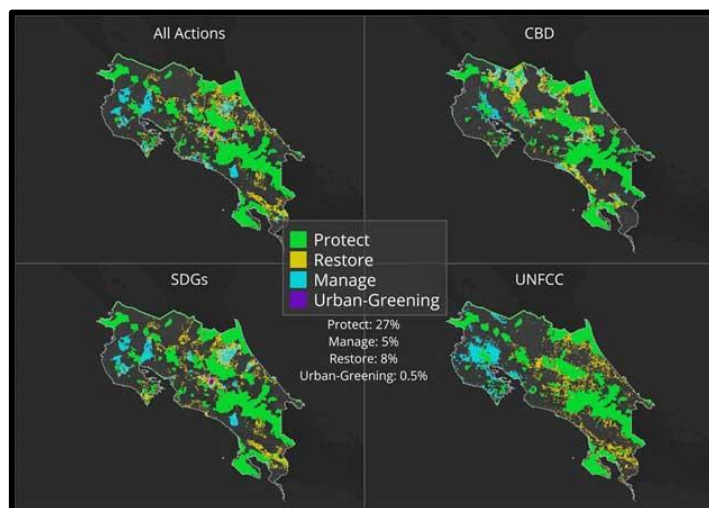 All Actions
CBD
Protect
Restore
Manage
Urban-Greening
SDGs
UNFCC
Protect: 27%
Manage: 5%
Restore: 8%
Urban-Greening: 0.5%